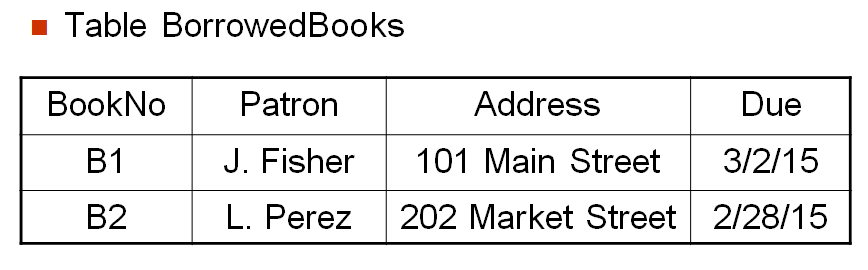 Table BorrowedBooks
BookNo Patron Address Due
B1 J. Fisher 101 Main Street 3/2/15
B2 L. Perez 202 Market Street 2/28/15